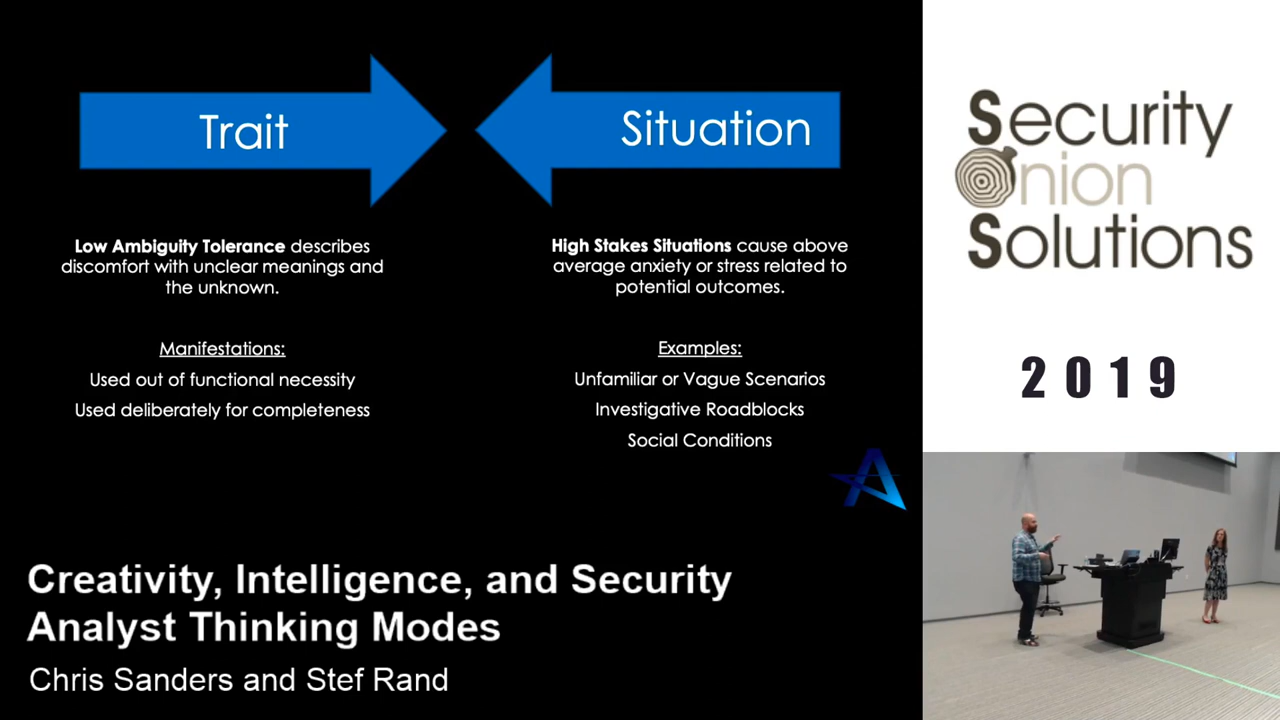 Trait
Situation
Low Ambiguity Tolerance describes
discomfort with unclear meanings and
the unknown.
Manifestations:
Used out of functional necessity
Used deliberately for completeness
High Stakes Situations cause above
average anxiety or stress related to
potential outcomes.
Examples:
Unfamiliar or Vague Scenarios
Investigative Roadblocks
Social Conditions
Creativity, Intelligence, and Security
Analyst Thinking Modes
Chris Sanders and Stef Rand
Security
Onion
Solutions
2019